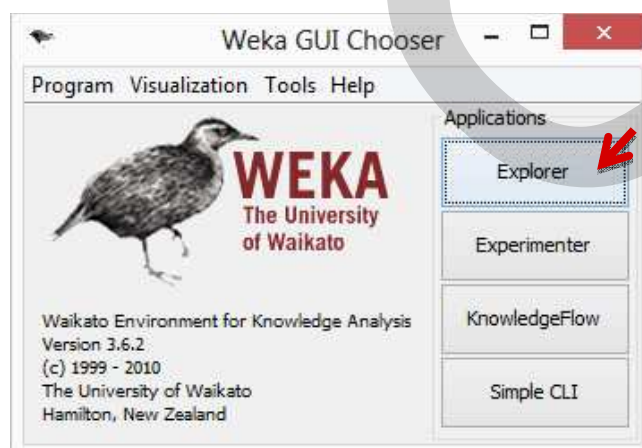 Weka GUI Chooser
Program Visualization Tools Help
WEKA
The University
of Waikato
Waikato Environment for Knowledge Analysis
Version 3.6.2
(c) 1999 - 2010
The University of Waikato
Hamilton, New Zealand
Applications
Explorer
Experimenter
KnowledgeFlow
Simple CLI